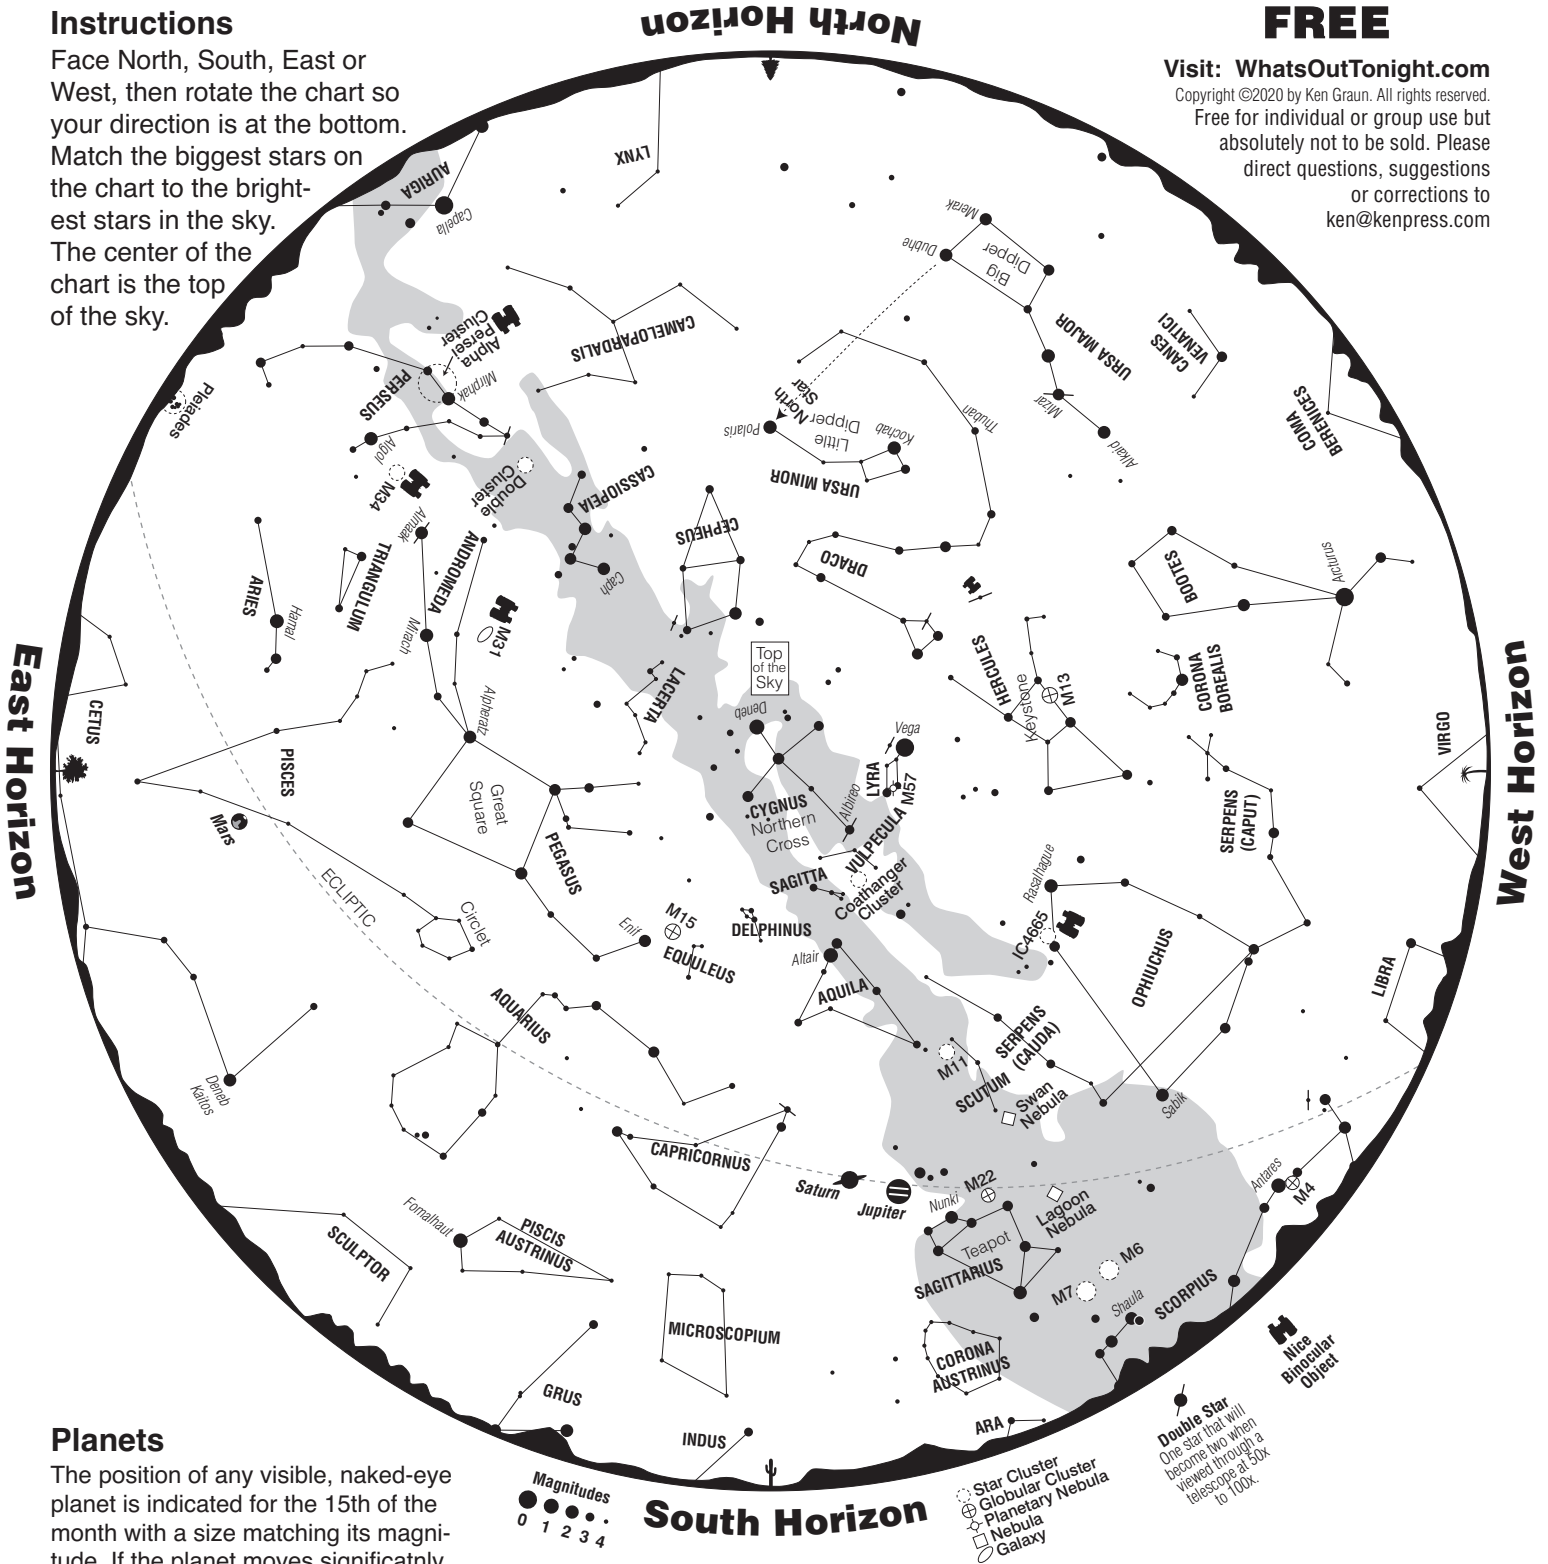 Instructions
Face North, South, East or
West, then rotate the chart so
your direction is at the bottom.
Match the biggest stars on
the chart to the bright-
est stars in the sky.
The center of the
chart is the top
of the sky.
North Horizon
FREE
Visit: WhatsOutTonight.com
Copyright ©2020 by Ken Graun. All rights reserved.
Free for individual or group use but
absolutely not to be sold. Please
direct questions, suggestions
or corrections to
ken@kenpress.com
AURIGA
Capella
LYNX
Merak
Dubhe
Big
Dipper
URSA MAJOR
CANES
VENATICI
COMA
BERENICES
Mizar
Alkaid
Alpha
Persei
Cluster
Mirphak
PERSEUS
Algol
Pleiades
CAMELOPARDALIS
North
Star
Polaris
Little
Dipper
Kochab
URSA MINOR
Thuban
M34
Double
Cluster
CASSIOPEIA
Caph
CEPHEUS
DRACO
BOOTES
Arcturus
Almaak
ANDROMEDA
TRIANGULUM
ARIES
Hamal
Mirach
M31
LACERTA
Top
of the
Sky
Deneb
HERCULES
Keystone
M13
CORONA
BOREALIS
East Horizon
CETUS
PISCES
Mars
ECLIPTIC
Alpheratz
Great
Square
PEGASUS
Circlet
Enif
M15
EQUULEUS
CYGNUS
Northern
Cross
Albireo
Vega
LYRA
M57
VULPECULA
Coathanger
Cluster
SAGITTA
DELPHINUS
Altair
AQUILA
Rasalhague
IC4665
OPHIUCHUS
SERPENS
(CAPUT)
VIRGO
West Horizon
LIBRA
AQUARIUS
Deneb
Kaitos
SERPENS
(CAUDA)
M11
SCUTUM
Swan
Nebula
Sabik
CAPRICORNUS
Saturn
Jupiter
Nunki
M22
Lagoon
Nebula
Antares
M4
Teapot
SAGITTARIUS
M6
M7
Shaula
SCORPIUS
Fomalhaut
PISCIS
AUSTRINUS
SCULPTOR
MICROSCOPIUM
CORONA
AUSTRINUS
GRUS
INDUS
ARA
South Horizon
Nice
Binocular
Object
Double Star
One star that will
become two when
viewed through a
telescope at 50x
to 100x.
Star Cluster
Globular Cluster
Planetary Nebula
Nebula
Galaxy
Magnitudes
0 1 2 3 4
Planets
The position of any visible, naked-eye
planet is indicated for the 15th of the
month with a size matching its magni-
tude. If the planet moves significatnly